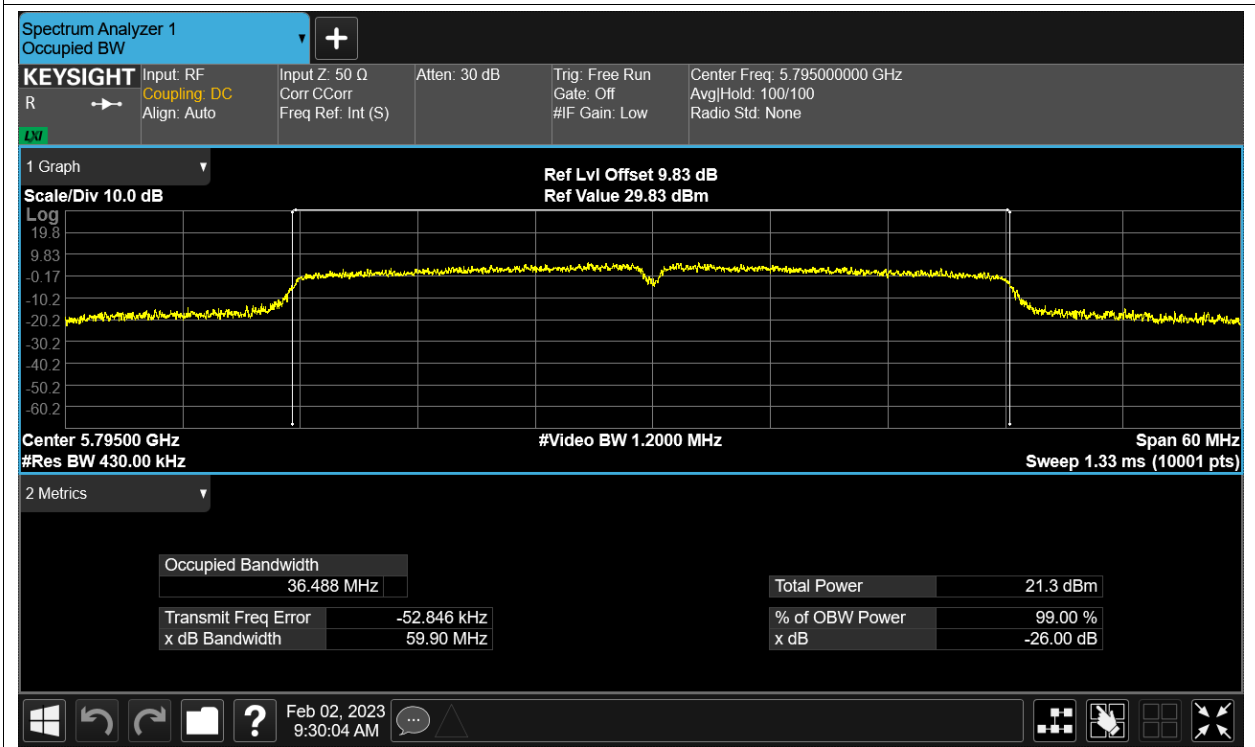 Spectrum Analyzer 1
Occupied BW
KEYSIGHT
R
LXI
Input: RF
Coupling: DC
Align: Auto
Input Z: 50 Ω
Corr CCorr
Freq Ref: Int (S)
Atten: 30 dB
Trig: Free Run
Gate: Off
#IF Gain: Low
Center Freq: 5.795000000 GHz
Avg|Hold: 100/100
Radio Std: None
1 Graph
Scale/Div 10.0 dB
Ref Lvl Offset 9.83 dB
Ref Value 29.83 dBm
Log
19.8
9.83
-0.17
-10.2
-20.2
-30.2
-40.2
-50.2
-60.2
Center 5.79500 GHz
#Video BW 1.2000 MHz
Span 60 MHz
#Res BW 430.00 kHz
Sweep 1.33 ms (10001 pts)
2 Metrics
Occupied Bandwidth
36.488 MHz
Transmit Freq Error -52.846 kHz
x dB Bandwidth 59.90 MHz
Total Power 21.3 dBm
% of OBW Power 99.00 %
x dB -26.00 dB
?
Feb 02, 2023
9:30:04 AM